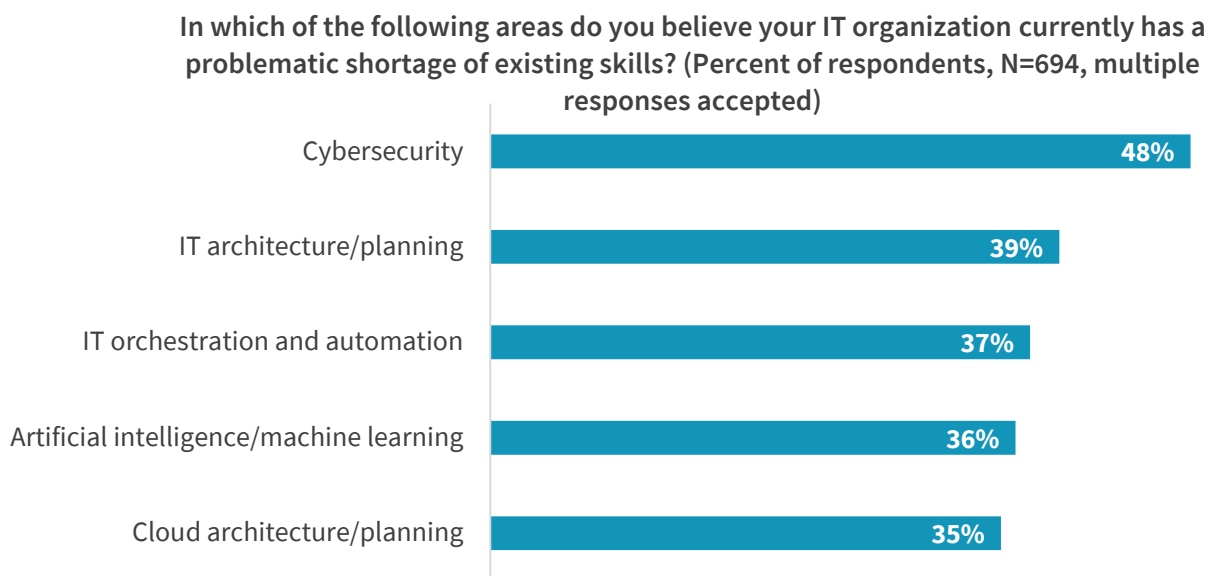 In which of the following areas do you believe your IT organization currently has a
problematic shortage of existing skills? (Percent of respondents, N=694, multiple
responses accepted)
Cybersecurity
48%
IT architecture/planning
39%
IT orchestration and automation
37%
Artificial intelligence/machine learning
36%
Cloud architecture/planning
35%